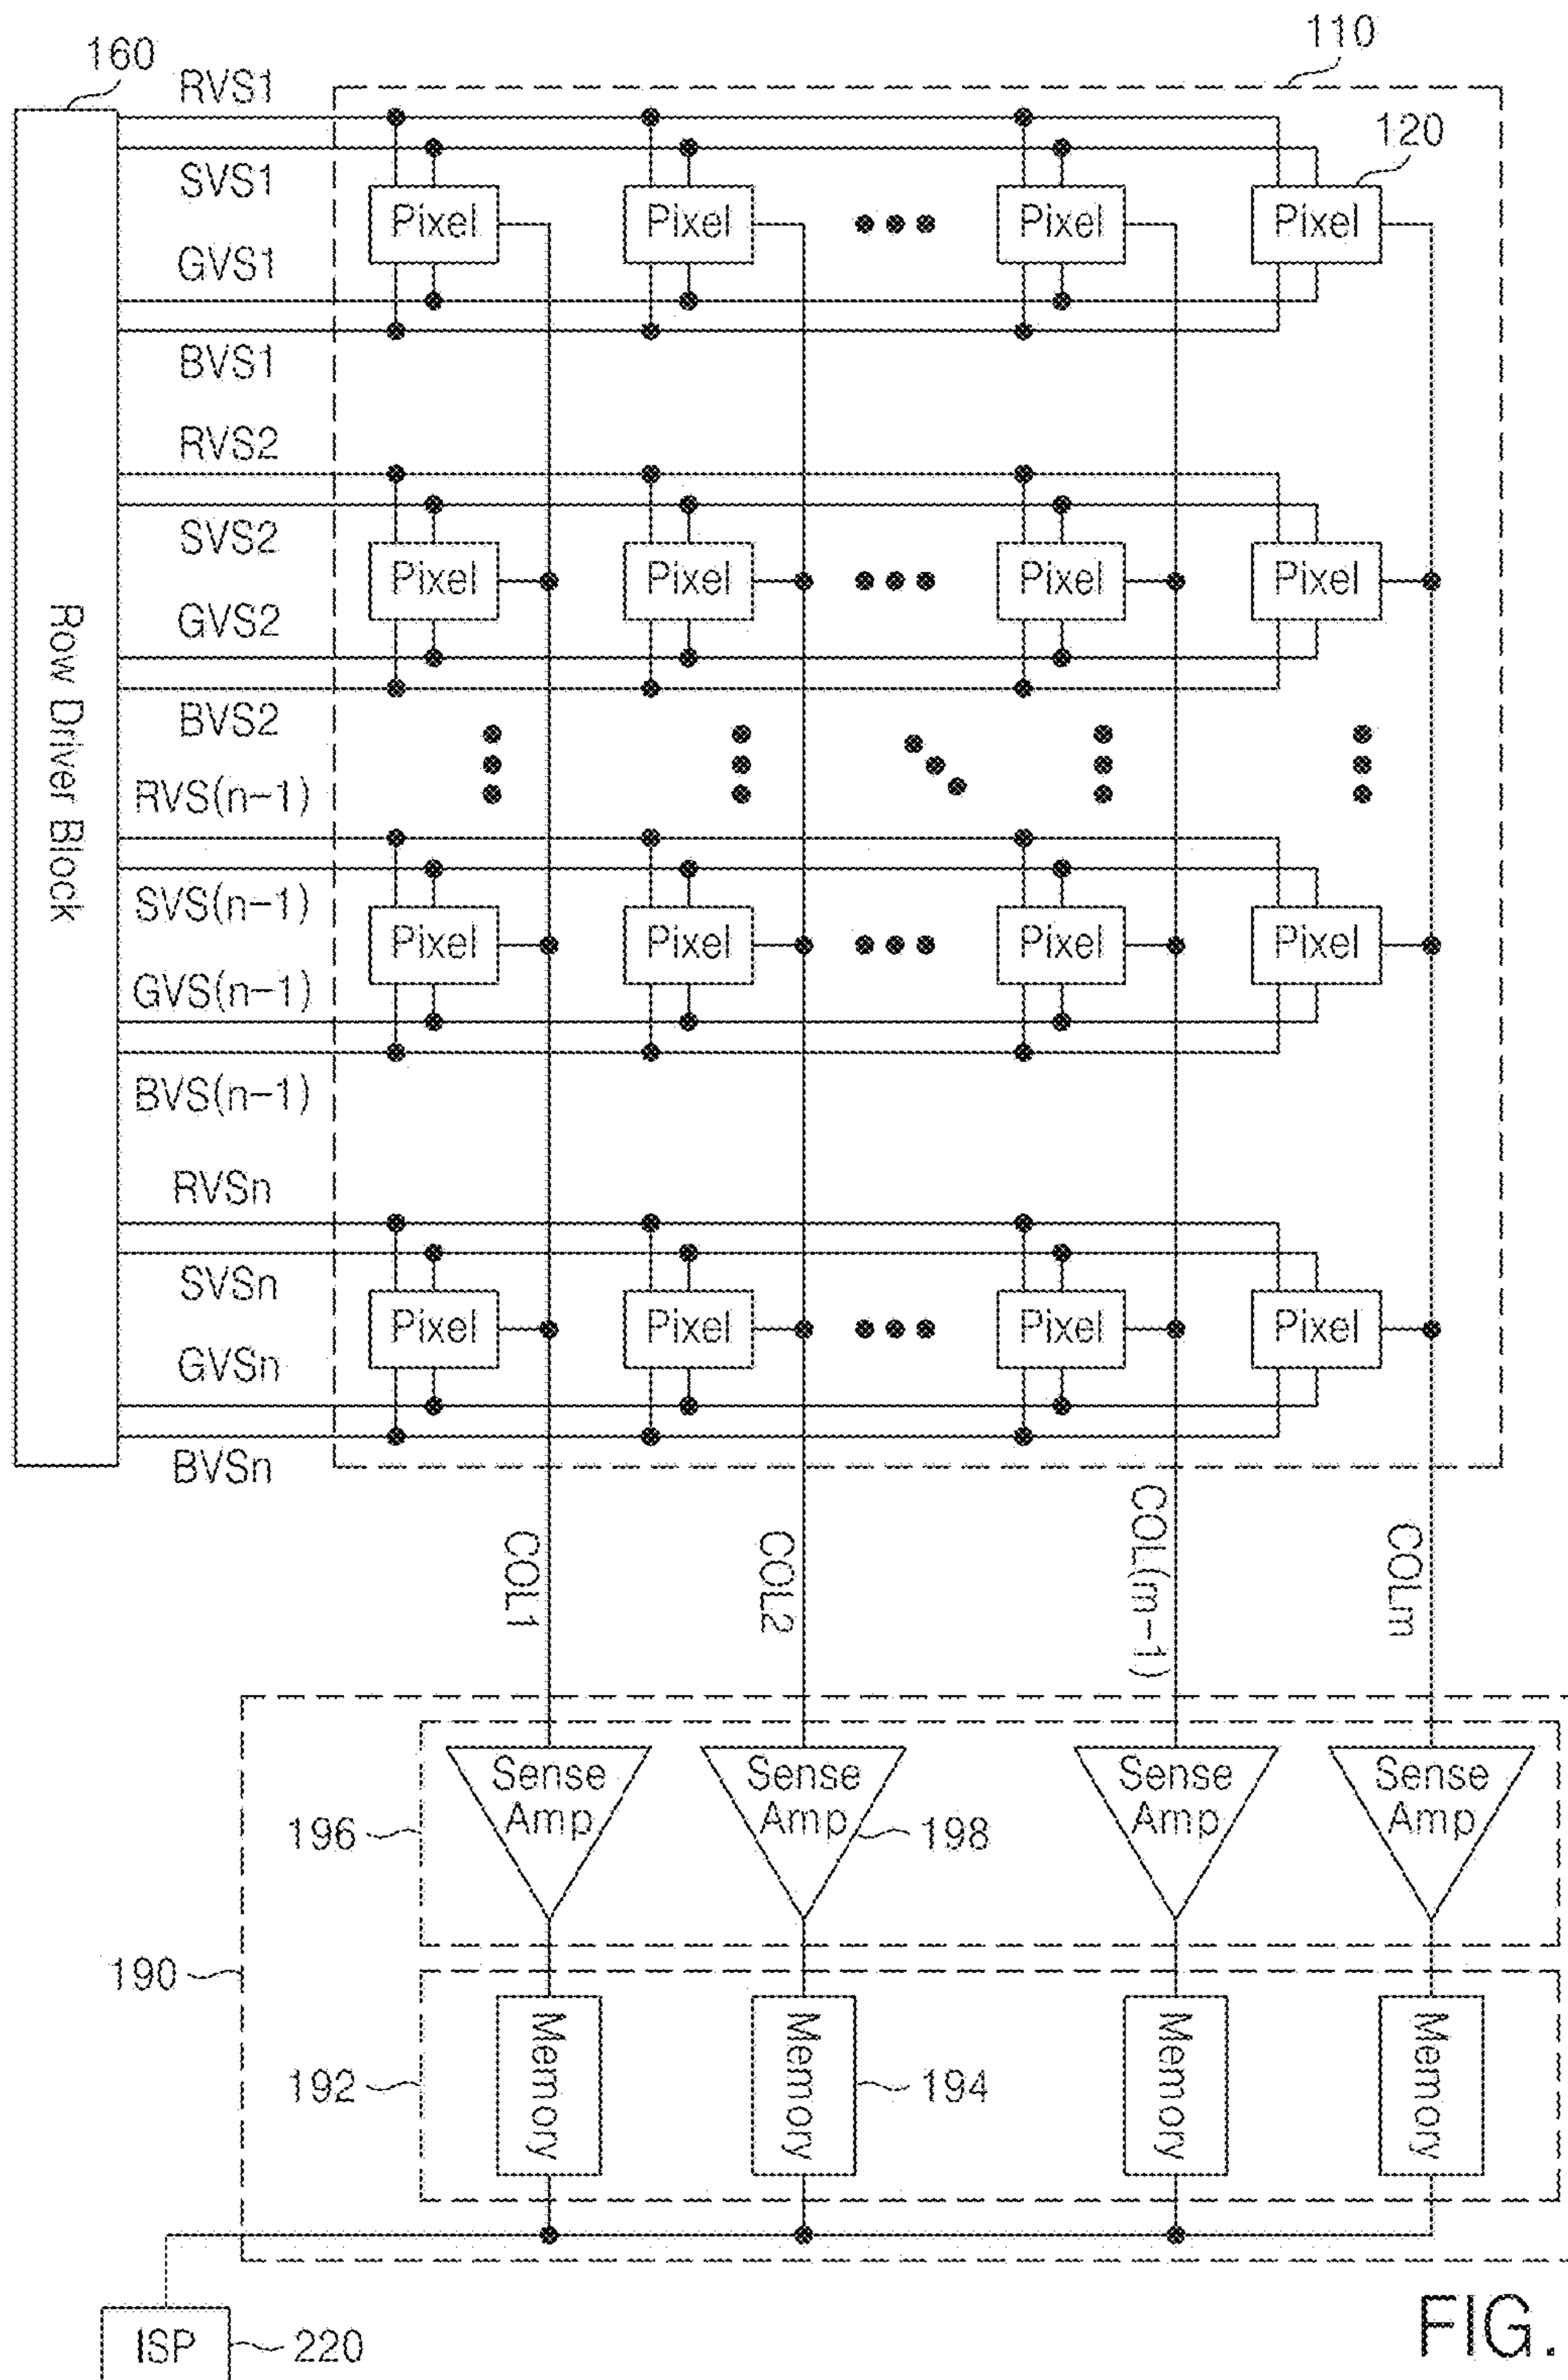 160
110
RVS1
120
SVS1
Pixel Pixel Pixel Pixel
GVS1
BVS1
RVS2
SVS2
Pixel Pixel Pixel Pixel
GVS2
BVS2
Row Driver Block
RVS(n-1)
SVS(n-1)
Pixel Pixel Pixel Pixel
GVS(n-1)
BVS(n-1)
RVSn
SVSn
Pixel Pixel Pixel Pixel
GVSn
BVSn
COL1 COL2 COL(m-1) COLm
Sense Amp Sense Amp Sense Amp Sense Amp
196
198
190
Memory Memory Memory Memory
192
194
ISP
220
FIG.